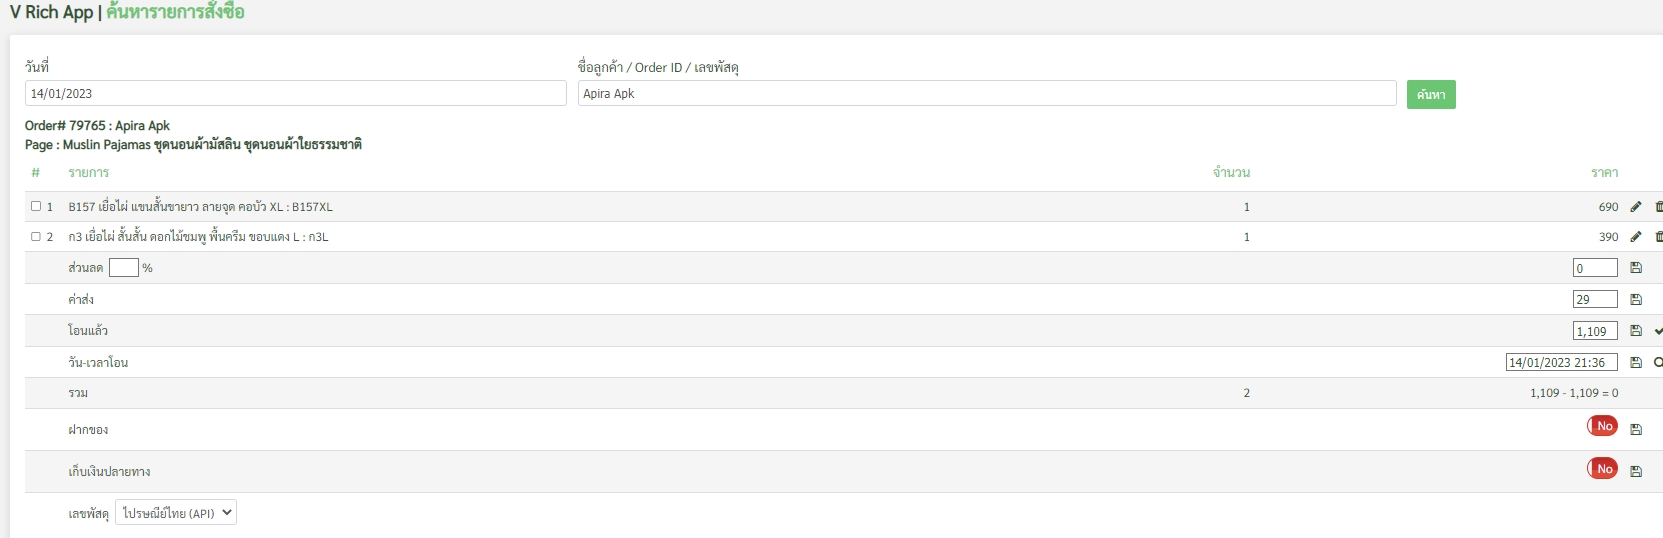 V Rich App | ค้นหารายการสั่งซื้อ
วันที่
ชื่อลูกค้า / Order ID / เลขพัสดุ
14/01/2023
Apira Apk
ค้นหา
Order# 79765 : Apira Apk
Page : Muslin Pajamas ชุดนอนผ้ามัสลิน ชุดนอนผ้าใยธรรมชาติ
# รายการ จำนวน ราคา
1 B157 เยื่อไผ่ แขนสั้นขายาว ลายจุด คอบัว XL : B157XL 1 690
2 ก3 เยื่อไผ่ สั้นสั้น ดอกไม้ชมพู พื้นครีม ขอบแดง L : ก3L 1 390
ส่วนลด % 0
ค่าส่ง 29
โอนแล้ว 1,109
วัน-เวลาโอน 14/01/2023 21:36
รวม 2 1,109 - 1,109 = 0
ฝากของ No
เก็บเงินปลายทาง No
เลขพัสดุ ไปรษณีย์ไทย (API)